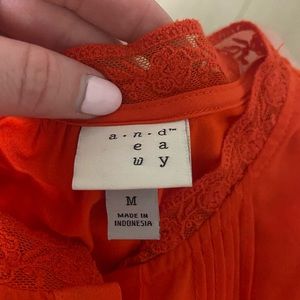 a • n • d™
e a
w y
M
MADE IN
INDONESIA